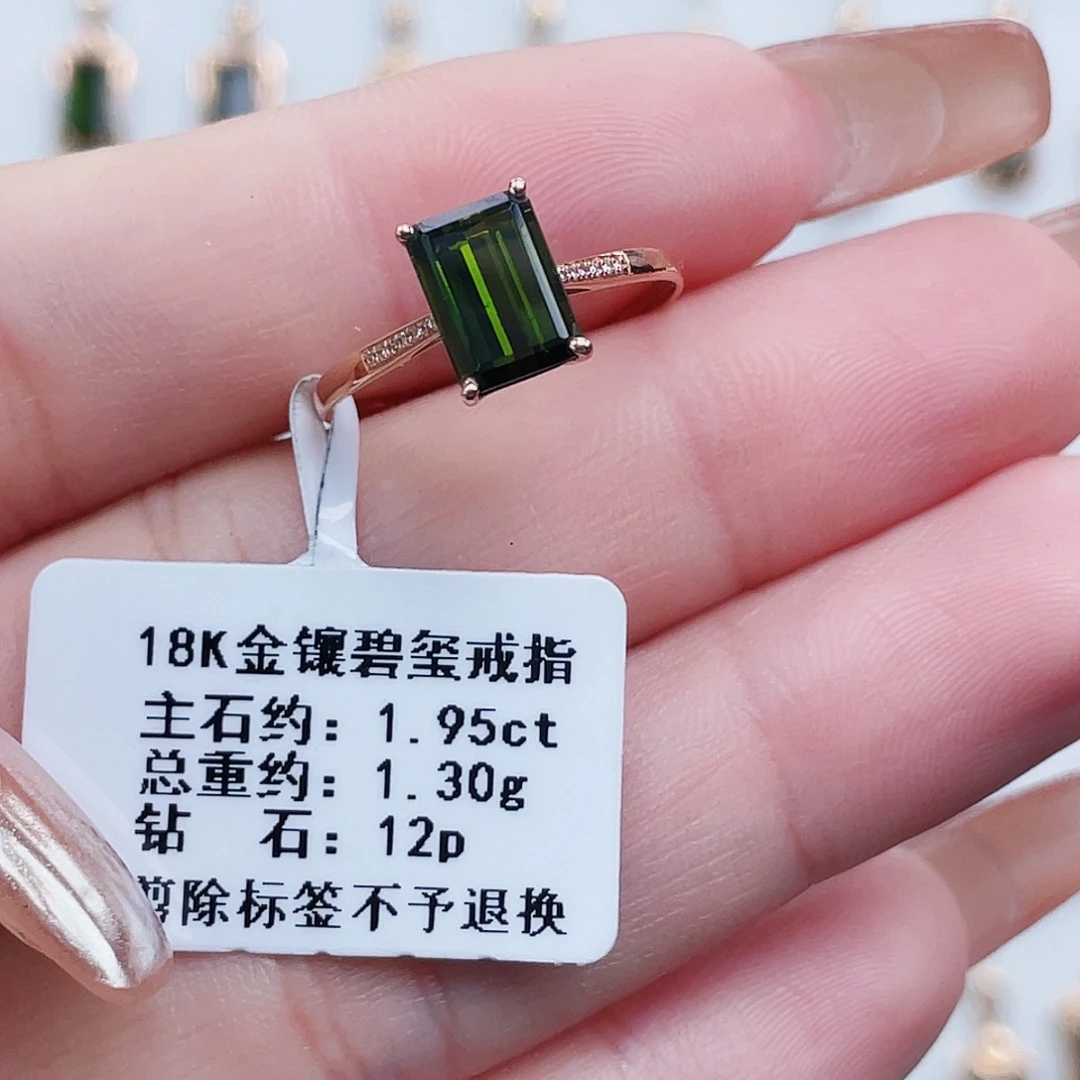 18K金镶碧玺戒指
主石约: 1.95ct
总重约: 1.30g
钻 石: 12p
剪除标签不予退换